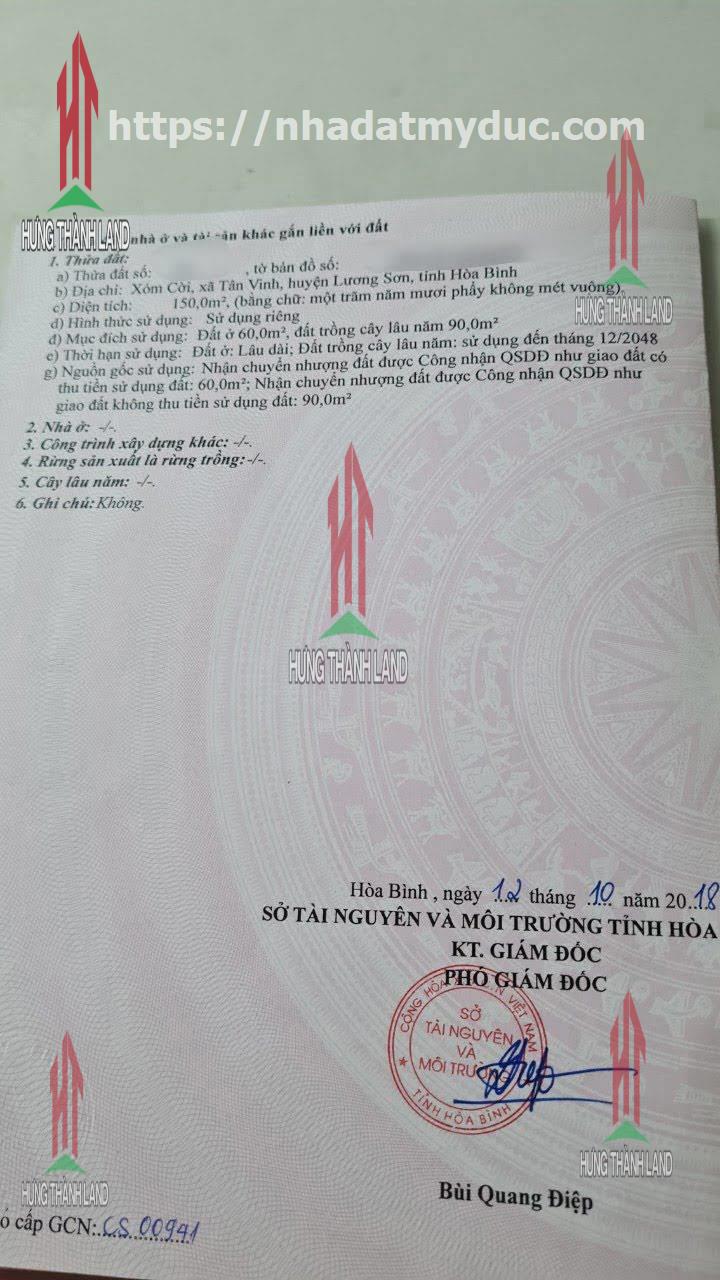 https://nhadatmyduc.com
HƯNG THÀNH LAND
HƯNG THÀNH LAND
nhà ở và tài sản khác gắn liền với đất
1. Thửa đất:
a) Thửa đất số: , tờ bản đồ số:
b) Địa chỉ: Xóm Cời, xã Tân Vinh, huyện Lương Sơn, tỉnh Hòa Bình
c) Diện tích: 150,0m², (bằng chữ: một trăm năm mươi phẩy không mét vuông),
d) Hình thức sử dụng: Sử dụng riêng
đ) Mục đích sử dụng: Đất ở 60,0m², đất trồng cây lâu năm 90,0m²
e) Thời hạn sử dụng: Đất ở: Lâu dài; Đất trồng cây lâu năm: sử dụng đến tháng 12/2048
g) Nguồn gốc sử dụng: Nhận chuyển nhượng đất được Công nhận QSDĐ như giao đất có
thu tiền sử dụng đất: 60,0m²; Nhận chuyển nhượng đất được Công nhận QSDĐ như
giao đất không thu tiền sử dụng đất: 90,0m²
2. Nhà ở: -/-.
3. Công trình xây dựng khác: -/-.
4. Rừng sản xuất là rừng trồng: -/-.
5. Cây lâu năm: -/-.
6. Ghi chú: Không.
HƯNG THÀNH LAND
Hòa Bình , ngày 12 tháng 10 năm 2018
SỞ TÀI NGUYÊN VÀ MÔI TRƯỜNG TỈNH HÒA
KT. GIÁM ĐỐC
PHÓ GIÁM ĐỐC
SỞ
TÀI NGUYÊN
VÀ
MÔI TRƯỜNG
TỈNH HÒA BÌNH
HƯNG THÀNH LAND
HƯNG THÀNH LAND
Bùi Quang Điệp
cấp GCN: CS 00941